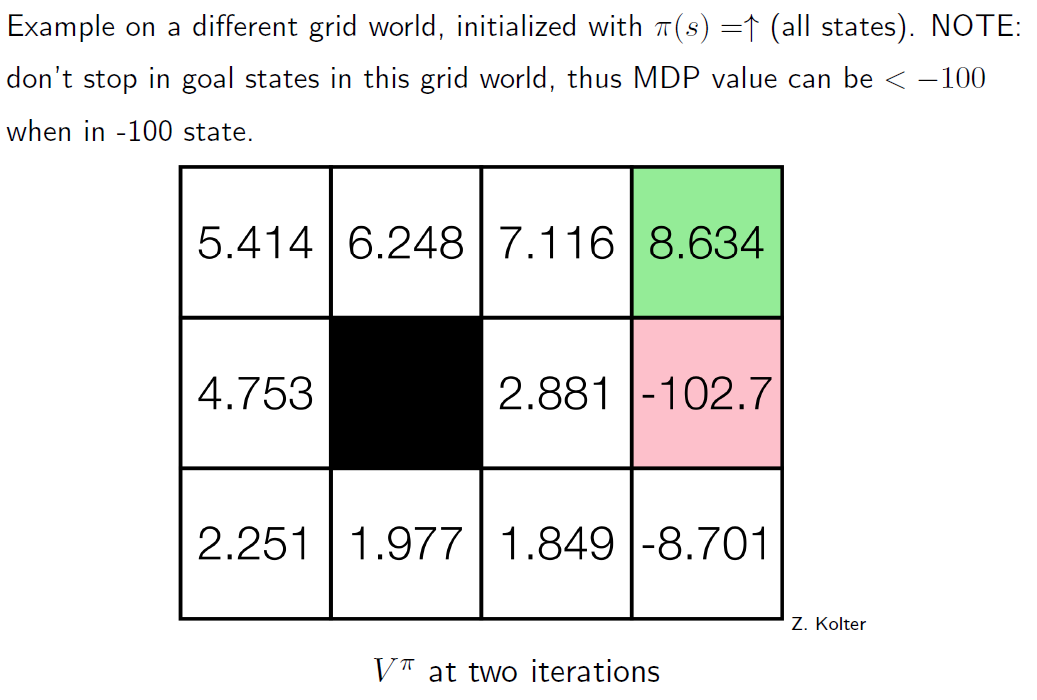 Example on a different grid world, initialized with π(s) =↑ (all states). NOTE:
don't stop in goal states in this grid world, thus MDP value can be < −100
when in -100 state.
5.414 6.248 7.116 8.634
4.753 2.881 -102.7
2.251 1.977 1.849 -8.701
Z. Kolter
V^π at two iterations